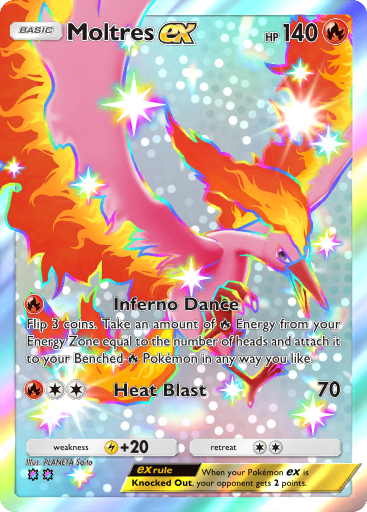 BASIC Moltres ex HP 140
Inferno Dance
Flip 3 coins. Take an amount of Energy from your
Energy Zone equal to the number of heads and attach it
to your Benched Pokémon in any way you like.
Heat Blast 70
weakness +20 retreat
Illus. PLANETA Saito
ex rule When your Pokémon ex is
Knocked Out, your opponent gets 2 points.